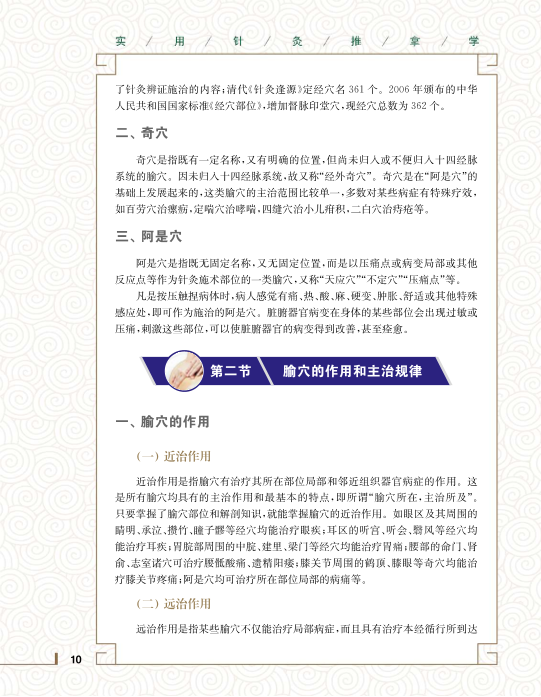 实 / 用 / 针 / 灸 / 推 / 拿 / 学
了针灸辨证施治的内容;清代《针灸逢源》定经穴名 361 个。2006 年颁布的中华
人民共和国国家标准《经穴部位》,增加督脉印堂穴,现经穴总数为 362 个。
二、奇穴
奇穴是指既有一定名称,又有明确的位置,但尚未归入或不便归入十四经脉
系统的腧穴。因未归入十四经脉系统,故又称“经外奇穴”。奇穴是在“阿是穴”的
基础上发展起来的,这类腧穴的主治范围比较单一,多数对某些病症有特殊疗效,
如百劳穴治瘰疬,定喘穴治哮喘,四缝穴治小儿疳积,二白穴治痔疮等。
三、阿是穴
阿是穴是指既无固定名称,又无固定位置,而是以压痛点或病变局部或其他
反应点等作为针灸施术部位的一类腧穴,又称“天应穴”“不定穴”“压痛点”等。
凡是按压触捏病体时,病人感觉有痛、热、酸、麻、硬变、肿胀、舒适或其他特殊
感应处,即可作为施治的阿是穴。脏腑器官病变在身体的某些部位会出现过敏或
压痛,刺激这些部位,可以使脏腑器官的病变得到改善,甚至痊愈。
第二节 腧穴的作用和主治规律
一、腧穴的作用
(一) 近治作用
近治作用是指腧穴有治疗其所在部位局部和邻近组织器官病症的作用。这
是所有腧穴均具有的主治作用和最基本的特点,即所谓“腧穴所在,主治所及”。
只要掌握了腧穴部位和解剖知识,就能掌握腧穴的近治作用。如眼区及其周围的
睛明、承泣、攒竹、瞳子髎等经穴均能治疗眼疾;耳区的听宫、听会、翳风等经穴均
能治疗耳疾;胃脘部周围的中脘、建里、梁门等经穴均能治疗胃痛;腰部的命门、肾
俞、志室诸穴可治疗腰骶酸痛、遗精阳痿;膝关节周围的鹤顶、膝眼等奇穴均能治
疗膝关节疼痛;阿是穴均可治疗所在部位局部的病痛等。
(二) 远治作用
远治作用是指某些腧穴不仅能治疗局部病症,而且具有治疗本经循行所到达
10